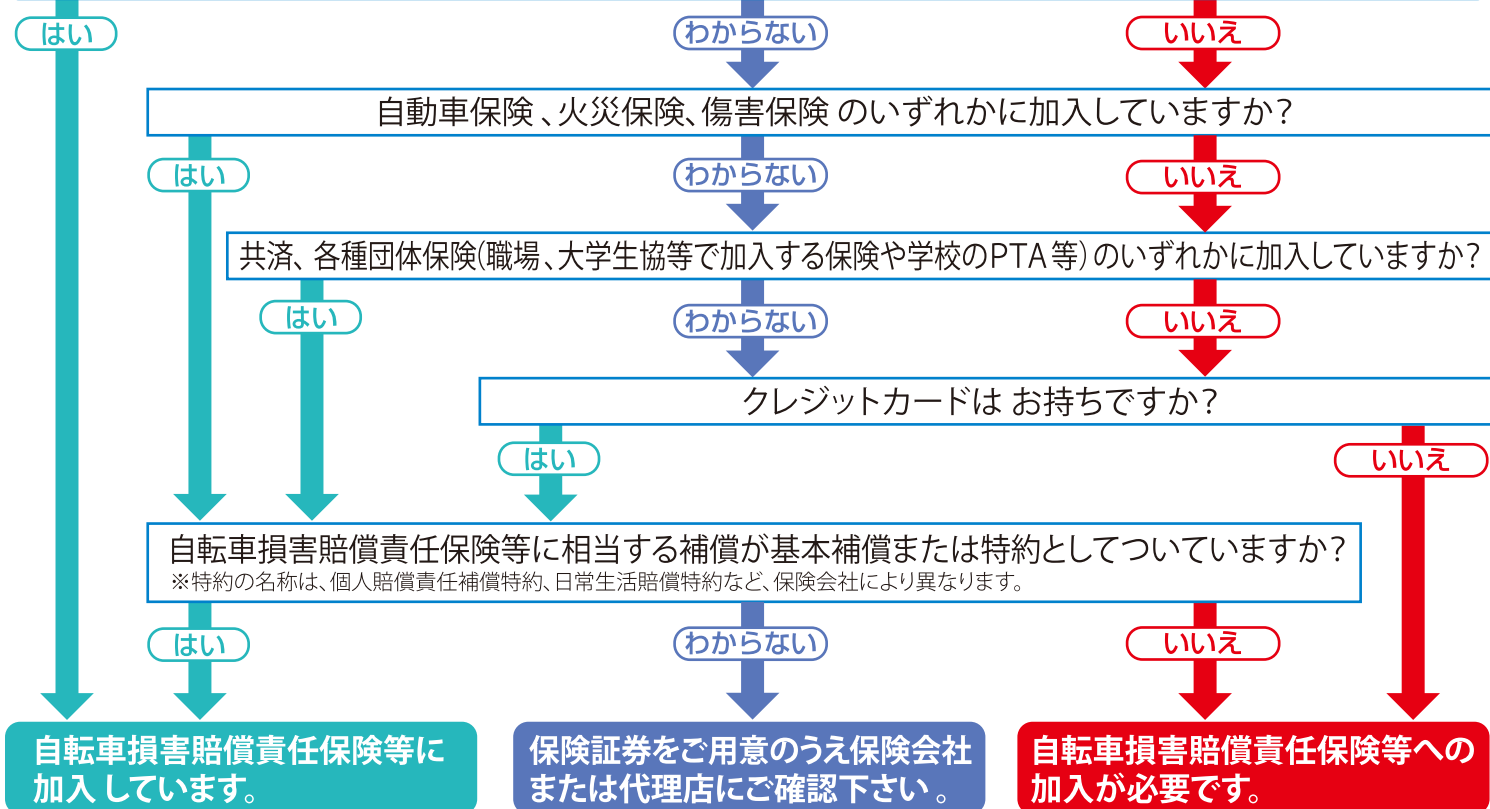 はい
わからない
いいえ
自動車保険、火災保険、傷害保険 のいずれかに加入していますか?
はい
わからない
いいえ
共済、各種団体保険(職場、大学生協等で加入する保険や学校のPTA等)のいずれかに加入していますか?
はい
わからない
いいえ
クレジットカードは お持ちですか?
はい
いいえ
自転車損害賠償責任保険等に相当する補償が基本補償または特約としてついていますか?
※特約の名称は、個人賠償責任補償特約、日常生活賠償特約など、保険会社により異なります。
はい
わからない
いいえ
自転車損害賠償責任保険等に
加入しています。
保険証券をご用意のうえ保険会社
または代理店にご確認下さい。
自転車損害賠償責任保険等への
加入が必要です。